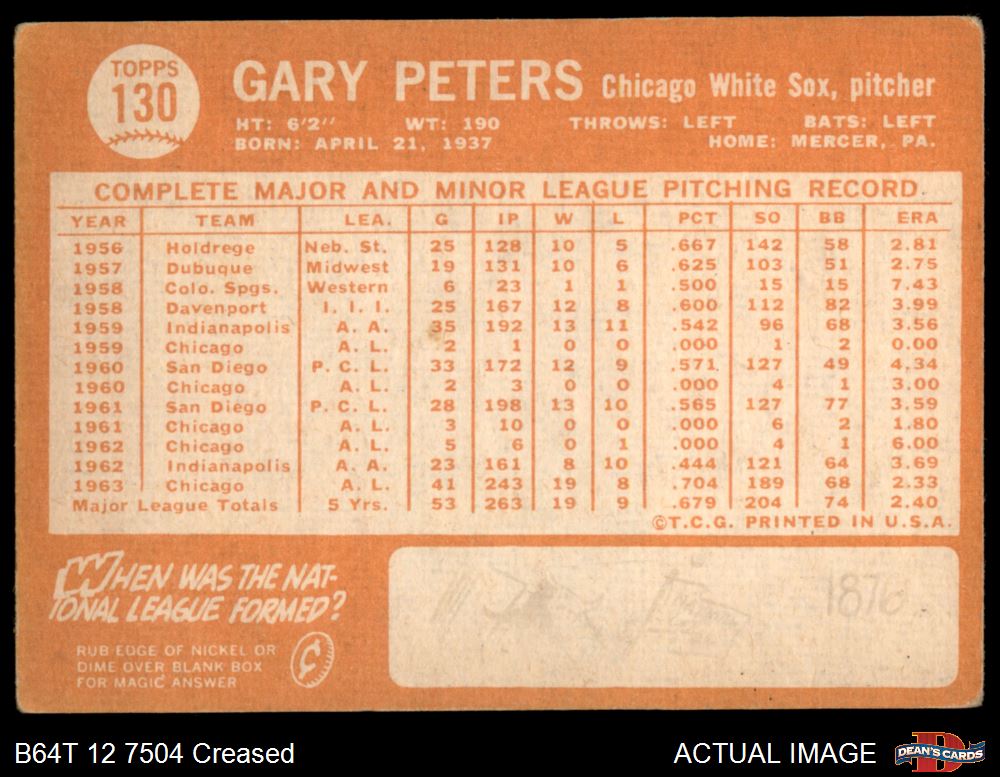 TOPPS
130
GARY PETERS Chicago White Sox, pitcher
HT: 6'2" WT: 190 THROWS: LEFT BATS: LEFT
BORN: APRIL 21, 1937 HOME: MERCER, PA.
COMPLETE MAJOR AND MINOR LEAGUE PITCHING RECORD
YEAR TEAM LEA. G IP W L PCT SO BB ERA
1956 Holdrege Neb. St. 25 128 10 5 .667 142 58 2.81
1957 Dubuque Midwest 19 131 10 6 .625 103 51 2.75
1958 Colo. Spgs. Western 6 23 1 1 .500 15 15 7.43
1958 Davenport I. I. I. 25 167 12 8 .600 112 82 3.99
1959 Indianapolis A. A. 35 192 13 11 .542 96 68 3.56
1959 Chicago A. L. 2 1 0 0 .000 1 2 0.00
1960 San Diego P. C. L. 33 172 12 9 .571 127 49 4.34
1960 Chicago A. L. 2 3 0 0 .000 4 1 3.00
1961 San Diego P. C. L. 28 198 13 10 .565 127 77 3.59
1961 Chicago A. L. 3 10 0 0 .000 6 2 1.80
1962 Chicago A. L. 5 6 0 1 .000 4 1 6.00
1962 Indianapolis A. A. 23 161 8 10 .444 121 64 3.69
1963 Chicago A. L. 41 243 19 8 .704 189 68 2.33
Major League Totals 5 Yrs. 53 263 19 9 .679 204 74 2.40
©T.C.G. PRINTED IN U.S.A.
WHEN WAS THE NAT-
IONAL LEAGUE FORMED?
RUB EDGE OF NICKEL OR
DIME OVER BLANK BOX
FOR MAGIC ANSWER
1876
B64T 12 7504 Creased ACTUAL IMAGE DEAN'S CARDS